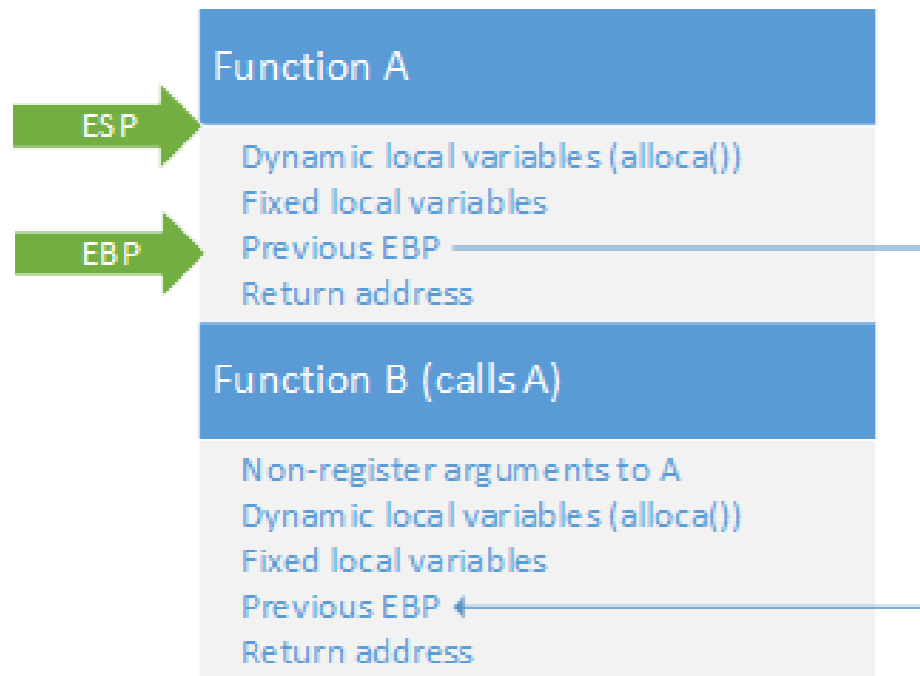 Function A
ESP
Dynamic local variables (alloca())
Fixed local variables
EBP
Previous EBP
Return address
Function B (calls A)
Non-register arguments to A
Dynamic local variables (alloca())
Fixed local variables
Previous EBP
Return address